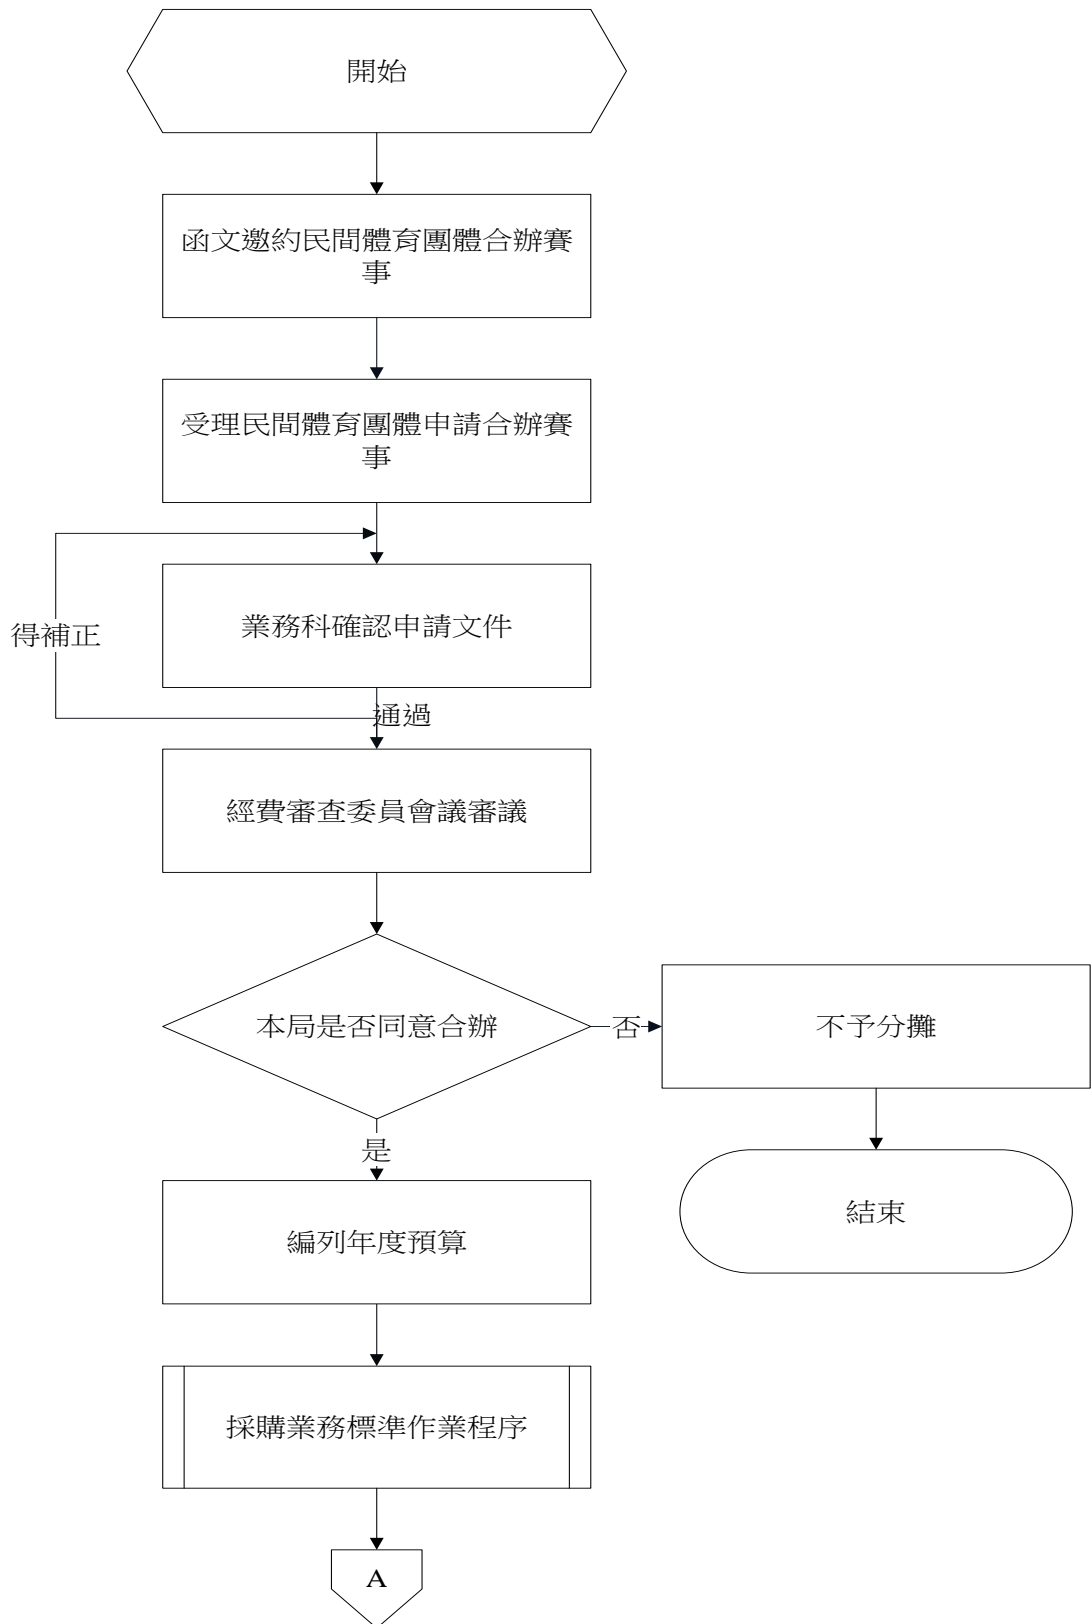 開始
函文邀約民間體育團體合辦賽
事
受理民間體育團體申請合辦賽
事
業務科確認申請文件
得補正
通過
經費審查委員會議審議
本局是否同意合辦
否
不予分攤
是
結束
編列年度預算
採購業務標準作業程序
A